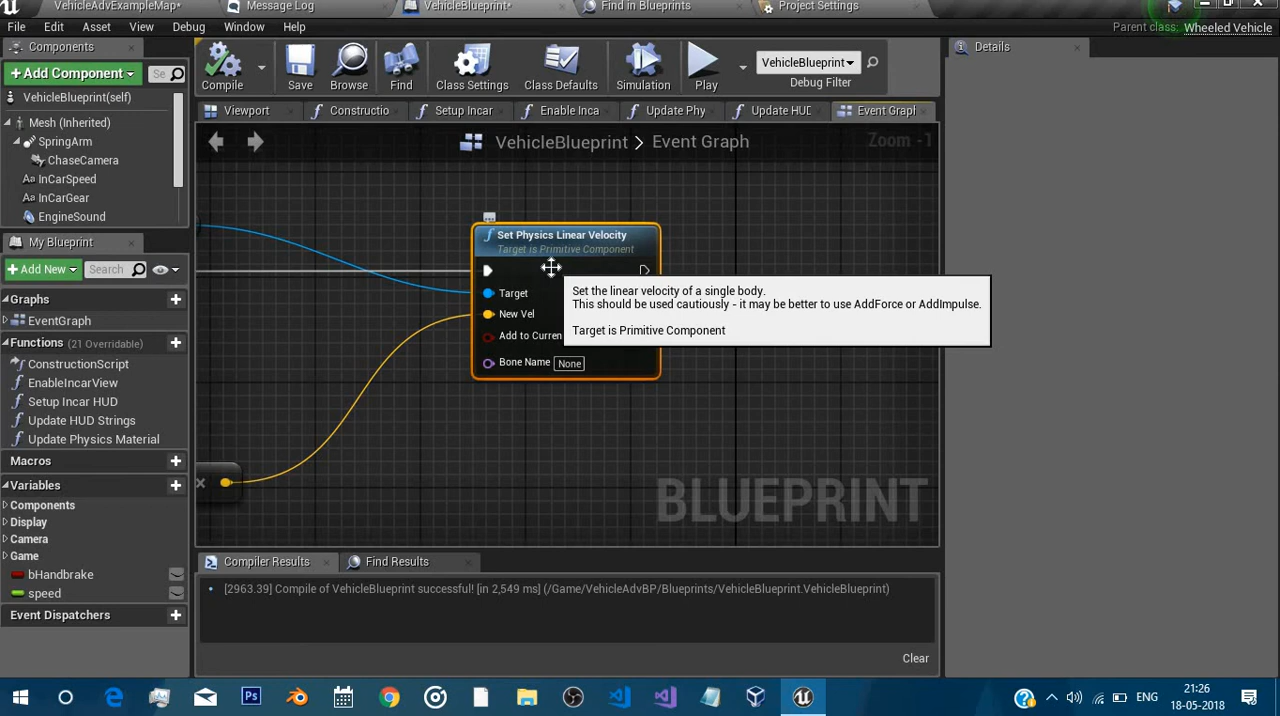 VehicleAdvExampleMap*
Message Log
VehicleBlueprint*
Find in Blueprints
Project Settings
File Edit Asset View Debug Window Help
Parent class: Wheeled Vehicle
Components
+ Add Component
Se
VehicleBlueprint(self)
Mesh (Inherited)
SpringArm
ChaseCamera
InCarSpeed
InCarGear
EngineSound
Compile
Save
Browse
Find
Class Settings
Class Defaults
Simulation
Play
VehicleBlueprint
Debug Filter
Details
Viewport
Constructio
Setup Incar
Enable Inca
Update Phy
Update HUD
Event Graph
VehicleBlueprint > Event Graph
Zoom -1
Set Physics Linear Velocity
Target is Primitive Component
Target
New Vel
Add to Curren
Bone Name None
Set the linear velocity of a single body.
This should be used cautiously - it may be better to use AddForce or AddImpulse.
Target is Primitive Component
BLUEPRINT
My Blueprint
+ Add New
Search
Graphs
EventGraph
Functions (21 Overridable)
ConstructionScript
EnableIncarView
Setup Incar HUD
Update HUD Strings
Update Physics Material
Macros
Variables
Components
Display
Camera
Game
bHandbrake
speed
Event Dispatchers
Compiler Results
Find Results
[2963.39] Compile of VehicleBlueprint successful! [in 2,549 ms] (/Game/VehicleAdvBP/Blueprints/VehicleBlueprint.VehicleBlueprint)
Clear
Ps
ENG
21:26
18-05-2018